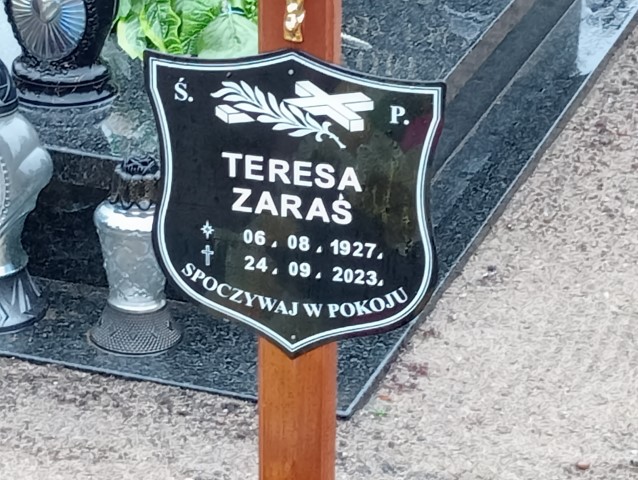 Ś. P.
TERESA
ZARAŚ
06. 08. 1927.
24. 09. 2023.
SPOCZYWAJ W POKOJU